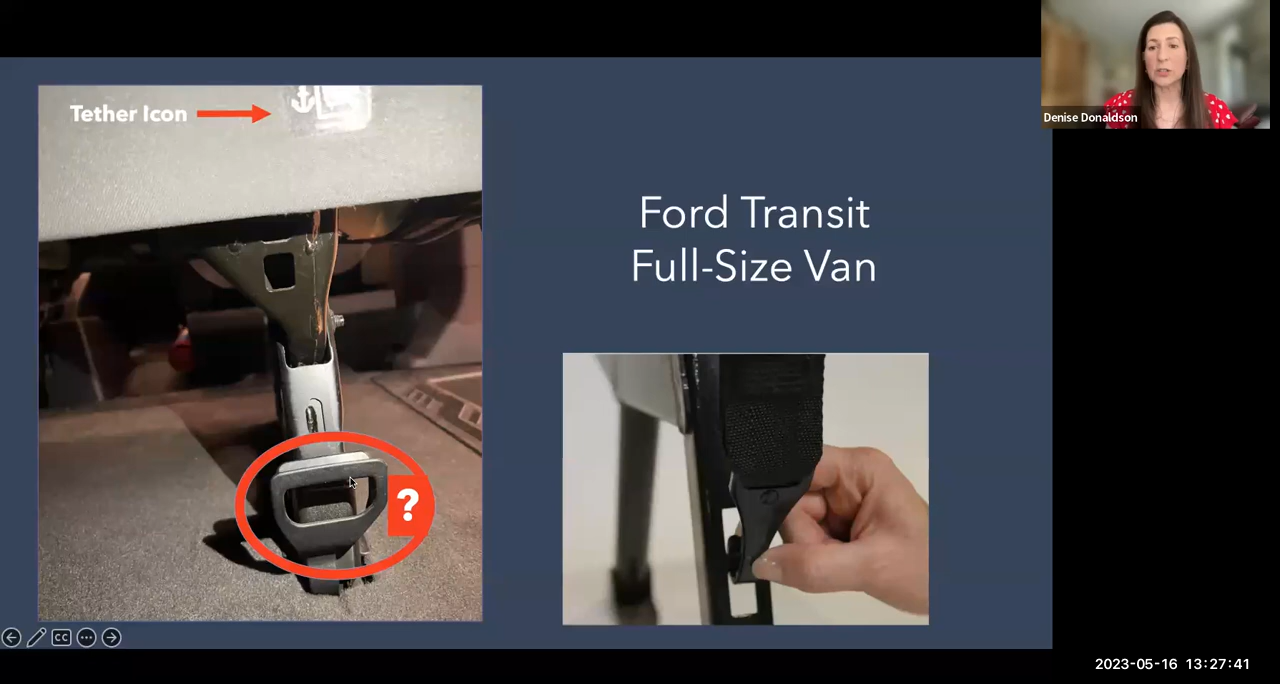 Tether Icon
Ford Transit
Full-Size Van
?
CC
Denise Donaldson
2023-05-16 13:27:41